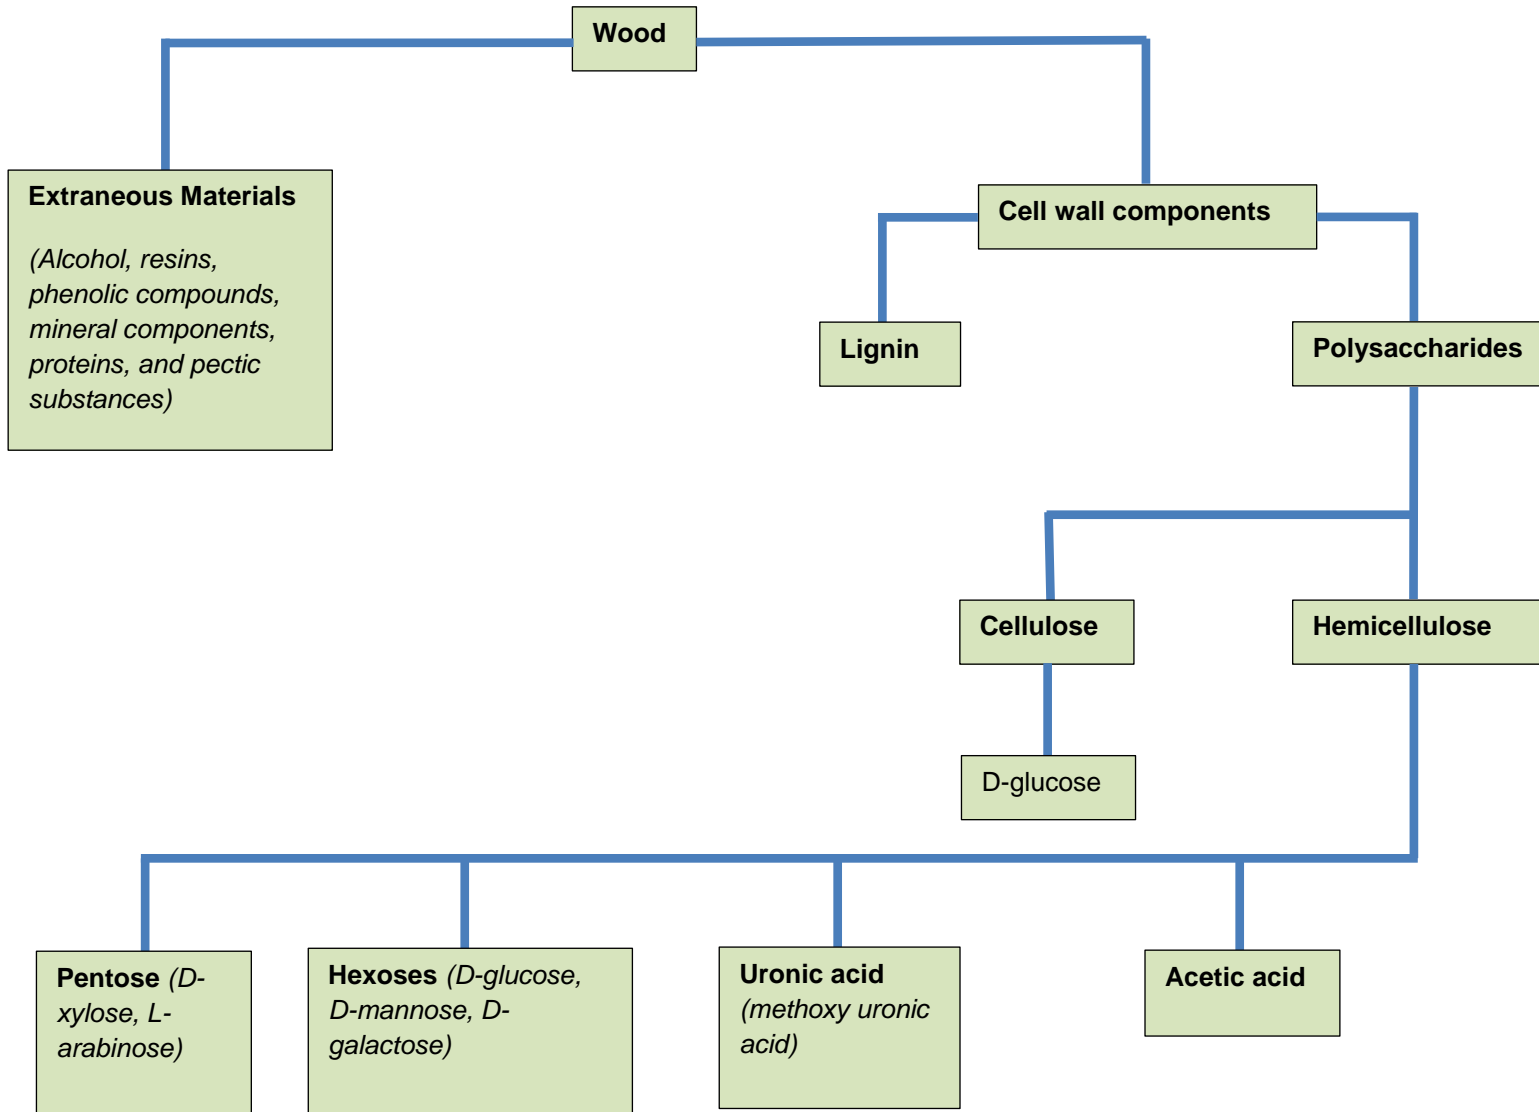 Wood
Extraneous Materials
(Alcohol, resins,
phenolic compounds,
mineral components,
proteins, and pectic
substances)
Cell wall components
Lignin
Polysaccharides
Cellulose
Hemicellulose
D-glucose
Pentose (D-
xylose, L-
arabinose)
Hexoses (D-glucose,
D-mannose, D-
galactose)
Uronic acid
(methoxy uronic
acid)
Acetic acid